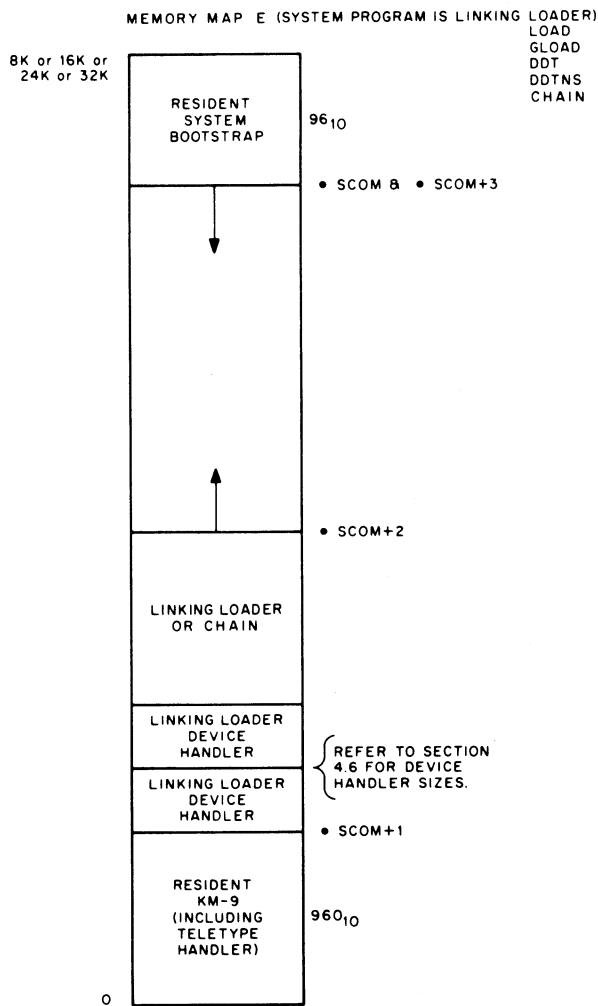 MEMORY MAP E (SYSTEM PROGRAM IS LINKING LOADER)
LOAD
GLOAD
DDT
DDTNS
CHAIN
8K or 16K or
24K or 32K
RESIDENT
SYSTEM
BOOTSTRAP
96₁₀
• SCOM & • SCOM+3
• SCOM+2
LINKING LOADER
OR CHAIN
LINKING LOADER
DEVICE
HANDLER
REFER TO SECTION
4.6 FOR DEVICE
HANDLER SIZES.
LINKING LOADER
DEVICE
HANDLER
• SCOM+1
RESIDENT
KM-9
(INCLUDING
TELETYPE
HANDLER)
960₁₀
0